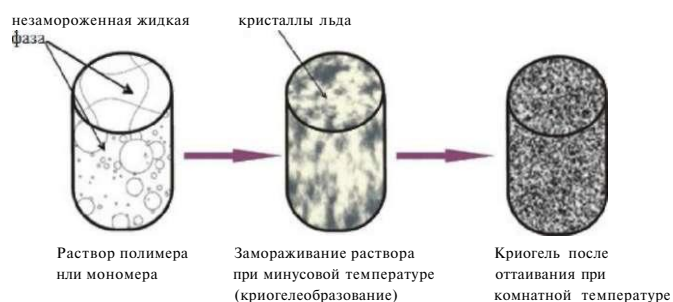 незамороженная жидкая
фаза
кристаллы льда
Раствор полимера
нли мономера
Замораживание раствора
при минусовой температуре
(криогелеобразование)
Криогель после
оттаивания при
комнатной температуре